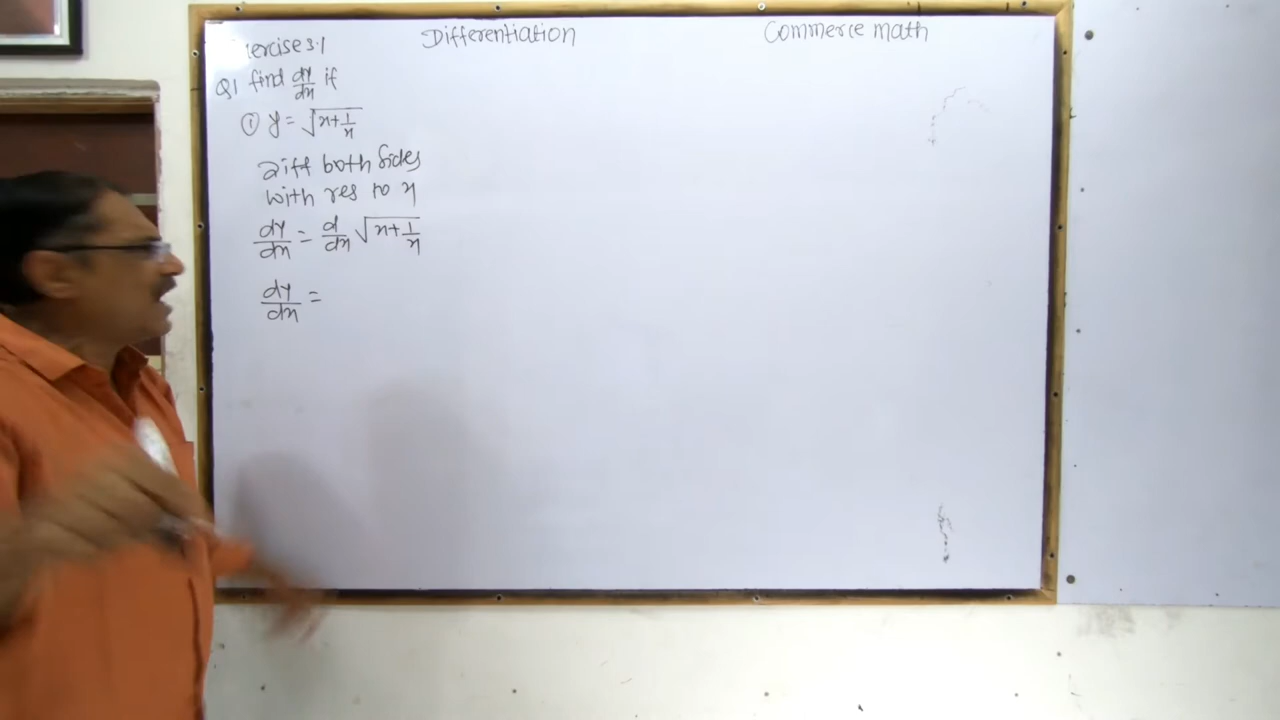 Differentiation
Commerce math
ercise 3.1
Q1 find dy/dx if
① y = √(x+1/x)
Diff both sides
with res to x
dy/dx = d/dx √(x+1/x)
dy/dx =